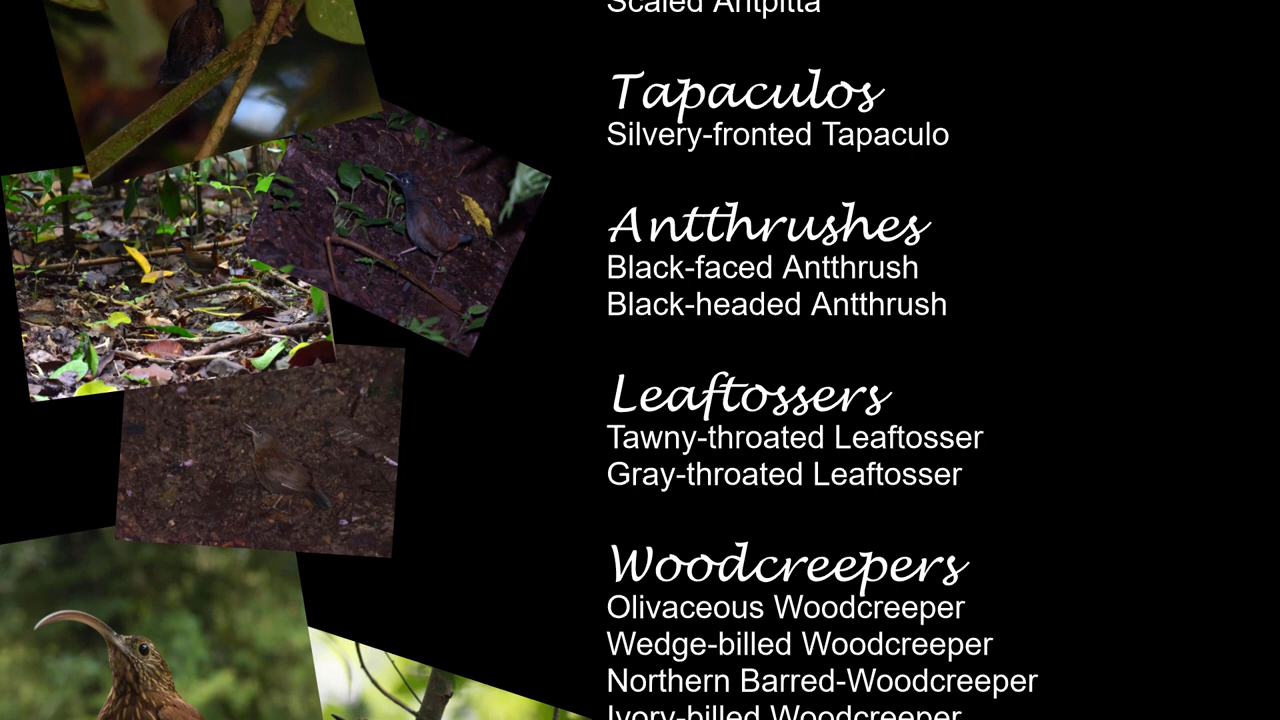 Scaled Antpitta
Tapaculos
Silvery-fronted Tapaculo
Antthrushes
Black-faced Antthrush
Black-headed Antthrush
Leaftossers
Tawny-throated Leaftosser
Gray-throated Leaftosser
Woodcreepers
Olivaceous Woodcreeper
Wedge-billed Woodcreeper
Northern Barred-Woodcreeper
Ivory-billed Woodcreeper